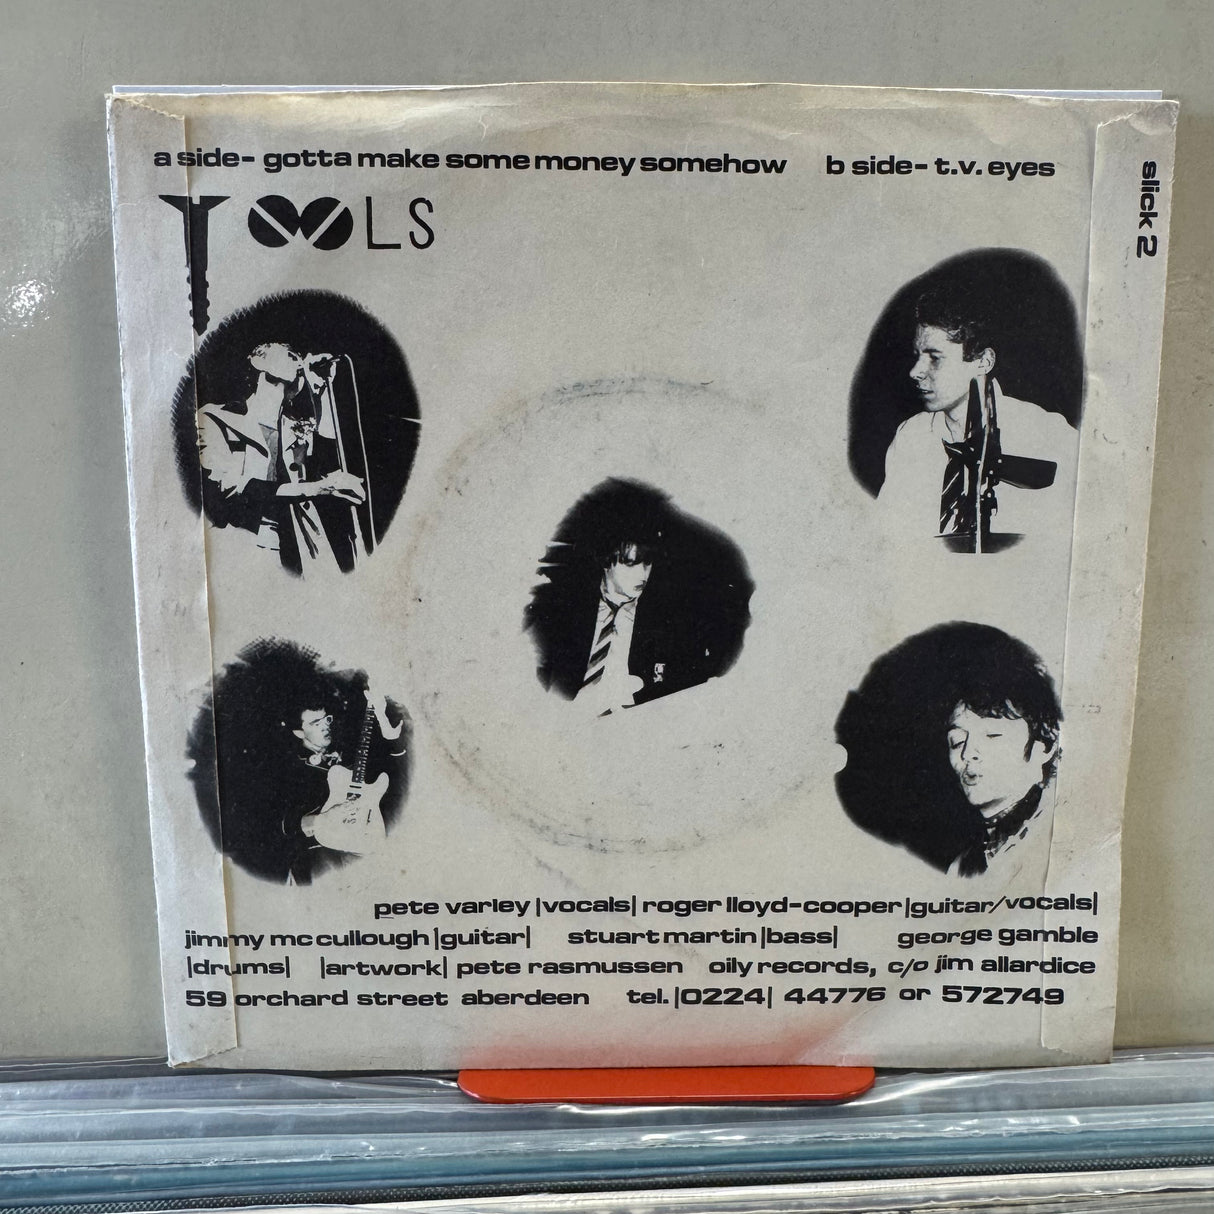 a side- gotta make some money somehow b side- t.v. eyes
slick 2
TOOLS
pete varley |vocals| roger lloyd-cooper |guitar/vocals|
jimmy mc cullough |guitar| stuart martin |bass| george gamble
|drums| |artwork| pete rasmussen oily records, c/o jim allardice
59 orchard street aberdeen tel. |0224| 44776 or 572749